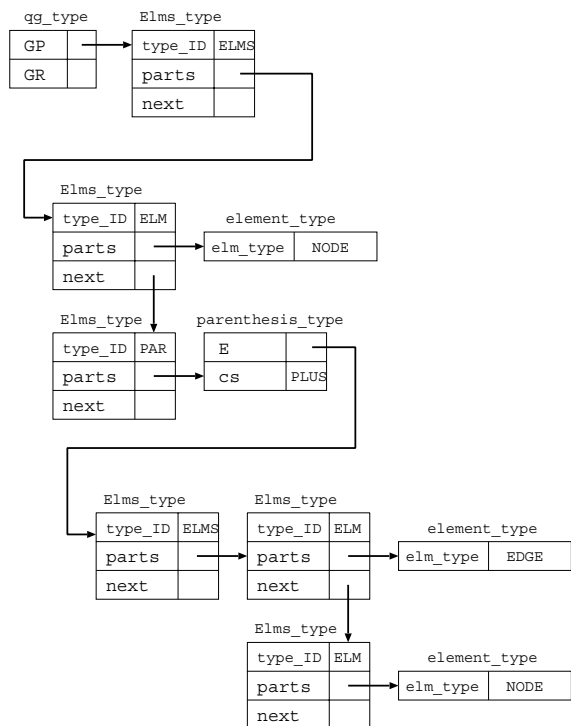 qg_type Elms_type
GP type_ID ELMS
GR parts
next
Elms_type
type_ID ELM element_type
parts elm_type NODE
next
Elms_type parenthesis_type
type_ID PAR E
parts cs PLUS
next
Elms_type Elms_type
type_ID ELMS type_ID ELM element_type
parts parts elm_type EDGE
next next
Elms_type
type_ID ELM element_type
parts elm_type NODE
next